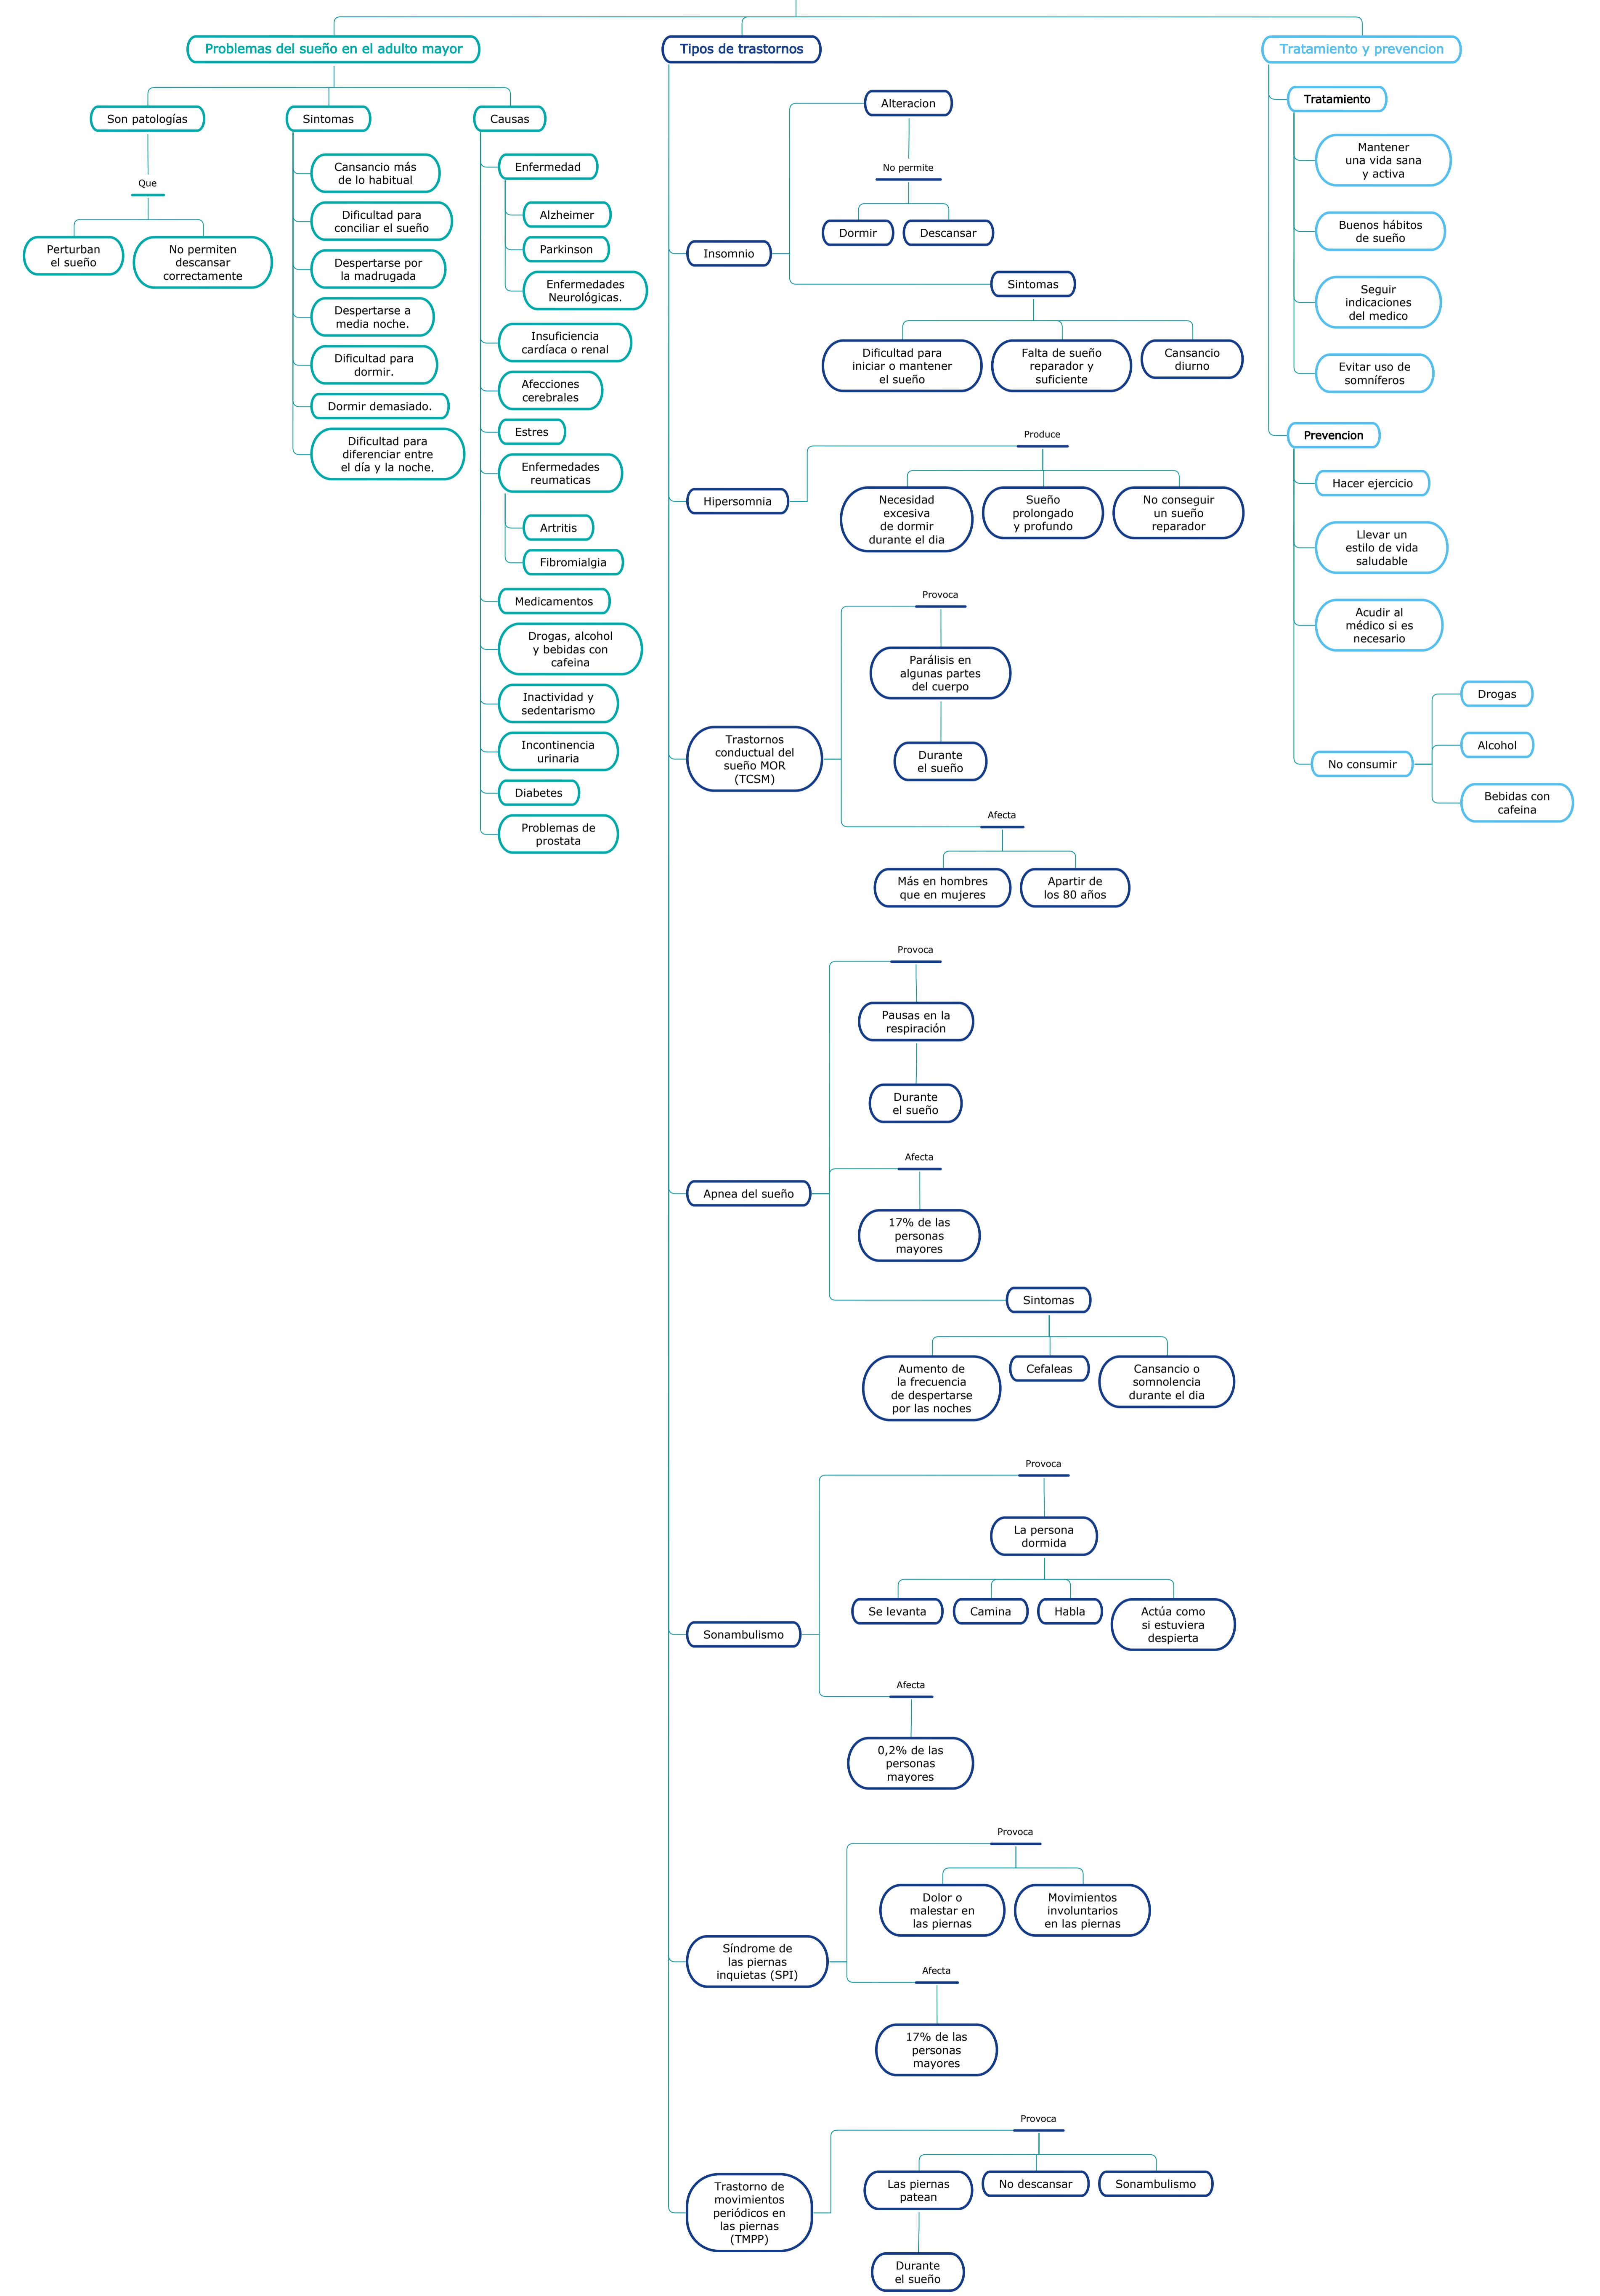 Problemas del sueño en el adulto mayor
Son patologías
Que
Perturban
el sueño
No permiten
descansar
correctamente
Sintomas
Cansancio más
de lo habitual
Dificultad para
conciliar el sueño
Despertarse por
la madrugada
Despertarse a
media noche.
Dificultad para
dormir.
Dormir demasiado.
Dificultad para
diferenciar entre
el día y la noche.
Causas
Enfermedad
Alzheimer
Parkinson
Enfermedades
Neurológicas.
Insuficiencia
cardíaca o renal
Afecciones
cerebrales
Estres
Enfermedades
reumaticas
Artritis
Fibromialgia
Medicamentos
Drogas, alcohol
y bebidas con
cafeina
Inactividad y
sedentarismo
Incontinencia
urinaria
Diabetes
Problemas de
prostata
Tipos de trastornos
Insomnio
Alteracion
No permite
Dormir
Descansar
Sintomas
Dificultad para
iniciar o mantener
el sueño
Falta de sueño
reparador y
suficiente
Cansancio
diurno
Hipersomnia
Produce
Necesidad
excesiva
de dormir
durante el dia
Sueño
prolongado
y profundo
No conseguir
un sueño
reparador
Trastornos
conductual del
sueño MOR
(TCSM)
Provoca
Parálisis en
algunas partes
del cuerpo
Durante
el sueño
Afecta
Más en hombres
que en mujeres
Apartir de
los 80 años
Apnea del sueño
Provoca
Pausas en la
respiración
Durante
el sueño
Afecta
17% de las
personas
mayores
Sintomas
Aumento de
la frecuencia
de despertarse
por las noches
Cefaleas
Cansancio o
somnolencia
durante el dia
Sonambulismo
Provoca
La persona
dormida
Se levanta
Camina
Habla
Actúa como
si estuviera
despierta
Afecta
0,2% de las
personas
mayores
Síndrome de
las piernas
inquietas (SPI)
Provoca
Dolor o
malestar en
las piernas
Movimientos
involuntarios
en las piernas
Afecta
17% de las
personas
mayores
Trastorno de
movimientos
periódicos en
las piernas
(TMPP)
Provoca
Las piernas
patean
Durante
el sueño
No descansar
Sonambulismo
Tratamiento y prevencion
Tratamiento
Mantener
una vida sana
y activa
Buenos hábitos
de sueño
Seguir
indicaciones
del medico
Evitar uso de
somníferos
Prevencion
Hacer ejercicio
Llevar un
estilo de vida
saludable
Acudir al
médico si es
necesario
No consumir
Drogas
Alcohol
Bebidas con
cafeina